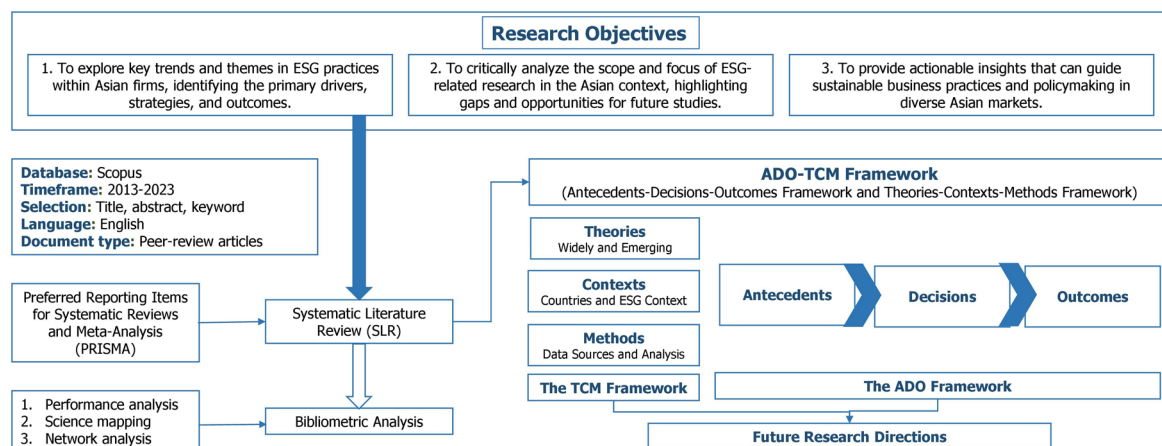 Research Objectives
1. To explore key trends and themes in ESG practices
within Asian firms, identifying the primary drivers,
strategies, and outcomes.
2. To critically analyze the scope and focus of ESG-
related research in the Asian context, highlighting
gaps and opportunities for future studies.
3. To provide actionable insights that can guide
sustainable business practices and policymaking in
diverse Asian markets.
Database: Scopus
Timeframe: 2013-2023
Selection: Title, abstract, keyword
Language: English
Document type: Peer-review articles
Preferred Reporting Items
for Systematic Reviews
and Meta-Analysis
(PRISMA)
Systematic Literature
Review (SLR)
1. Performance analysis
2. Science mapping
3. Network analysis
Bibliometric Analysis
ADO-TCM Framework
(Antecedents-Decisions-Outcomes Framework and Theories-Contexts-Methods Framework)
Theories
Widely and Emerging
Contexts
Countries and ESG Context
Methods
Data Sources and Analysis
The TCM Framework
Antecedents
Decisions
Outcomes
The ADO Framework
Future Research Directions